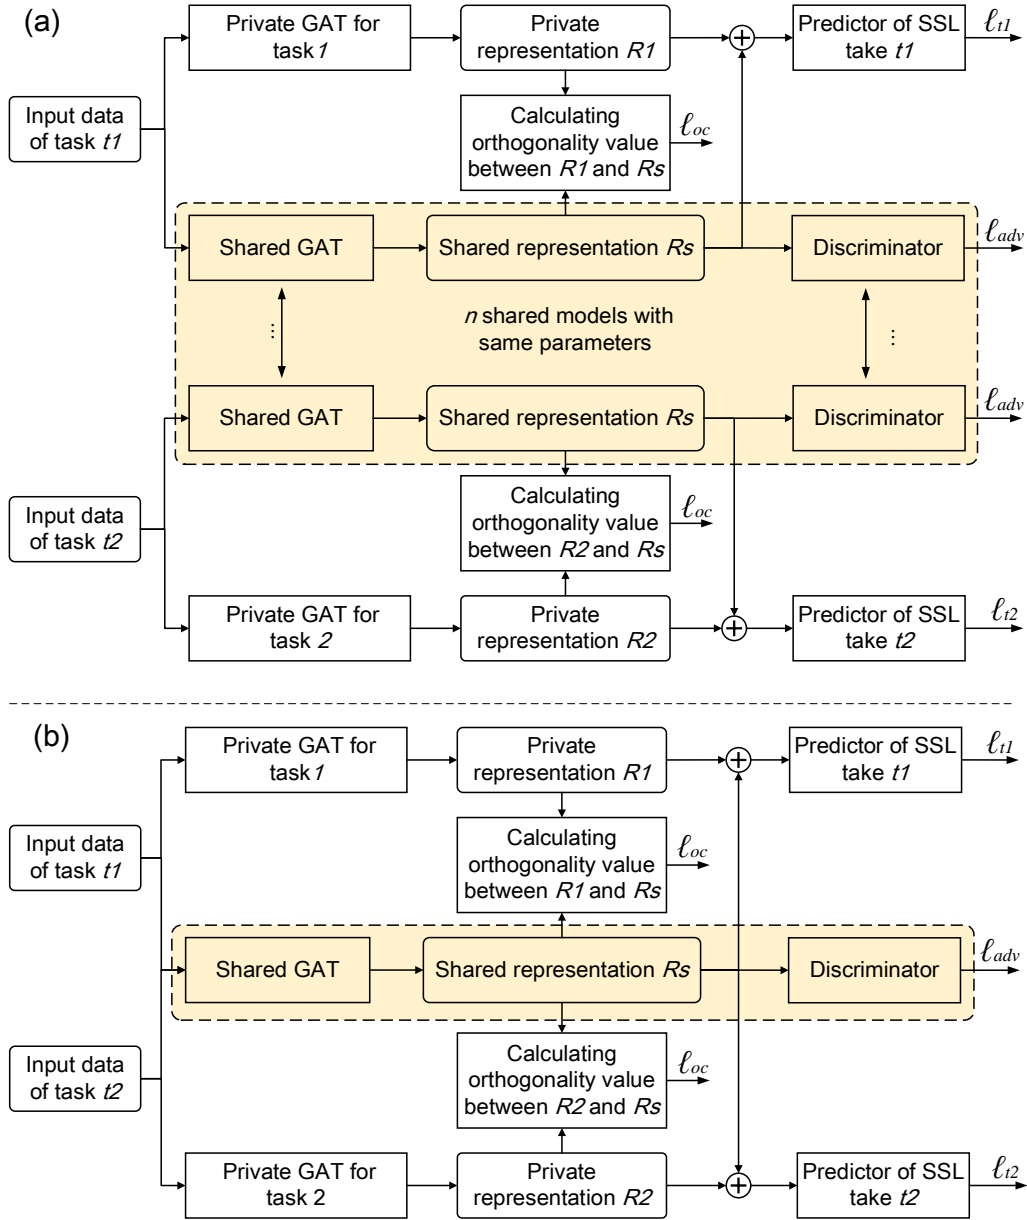 (a)
Private GAT for
task1
Private
representation R1
Predictor of SSL
take t1
ℓt1
Input data
of task t1
Calculating
orthogonality value
between R1 and Rs
ℓoc
Shared GAT
Shared representation Rs
Discriminator
ℓadv
...
n shared models with
same parameters
...
Shared GAT
Shared representation Rs
Discriminator
ℓadv
Input data
of task t2
Calculating
orthogonality value
between R2 and Rs
ℓoc
Private GAT for
task 2
Private
representation R2
Predictor of SSL
take t2
ℓt2
(b)
Private GAT for
task1
Private
representation R1
Predictor of SSL
take t1
ℓt1
Input data
of task t1
Calculating
orthogonality value
between R1 and Rs
ℓoc
Shared GAT
Shared representation Rs
Discriminator
ℓadv
Input data
of task t2
Calculating
orthogonality value
between R2 and Rs
ℓoc
Private GAT for
task 2
Private
representation R2
Predictor of SSL
take t2
ℓt2